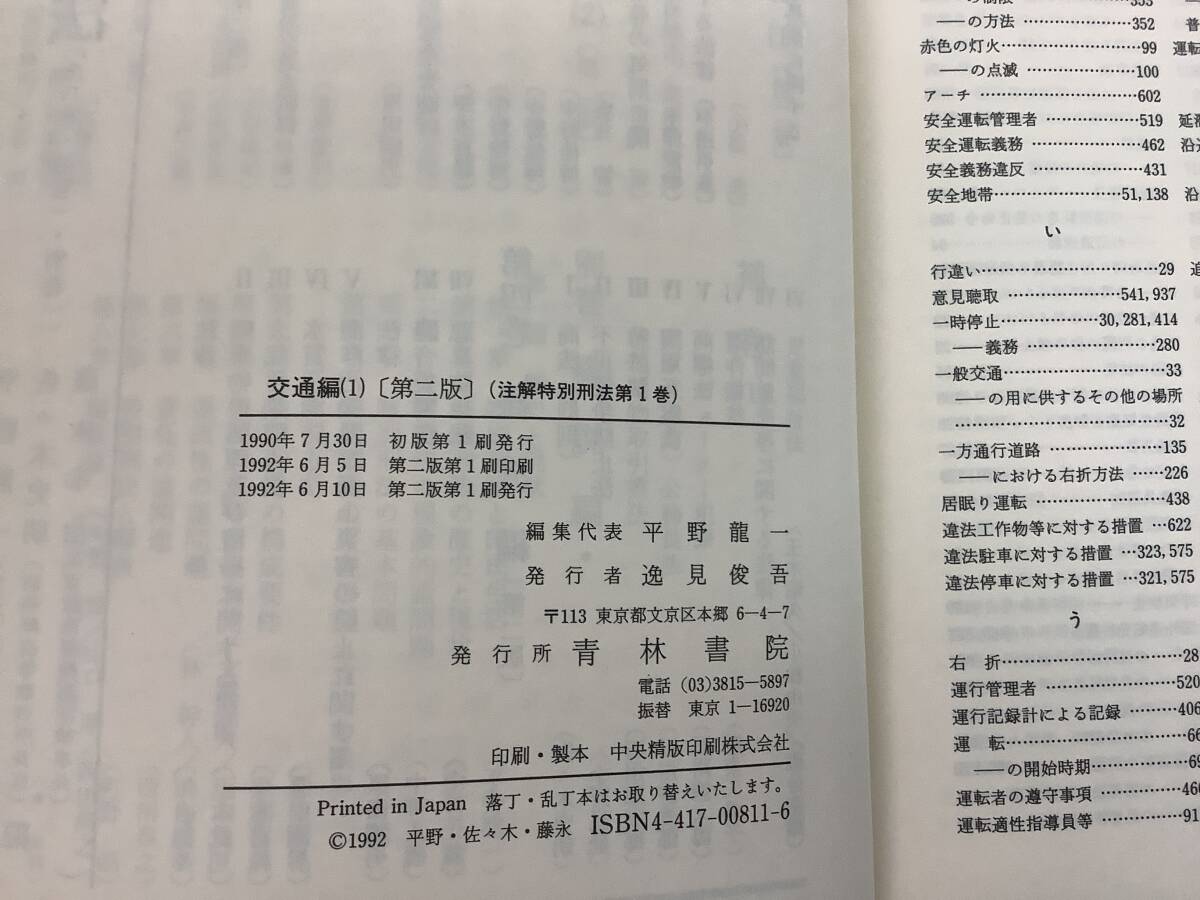 交通編(1)〔第二版〕(注解特別刑法第1巻)
1990年7月30日 初版第1刷発行
1992年6月5日 第二版第1刷印刷
1992年6月10日 第二版第1刷発行
編集代表 平野龍一
発行者 逸見俊吾
〒113 東京都文京区本郷 6―4―7
発行所 青林書院
電話 (03)3815―5897
振替 東京 1―16920
印刷・製本 中央精版印刷株式会社
Printed in Japan 落丁・乱丁本はお取り替えいたします。
©1992 平野・佐々木・藤永 ISBN4-417-00811-6
――の方法 …………………352
赤色の灯火………………………99
――の点滅 …………………100
アーチ …………………………602
安全運転管理者 ………………519
安全運転義務 …………………462
安全義務違反 …………………431
安全地帯……………………51,138
い
行違い……………………………29
意見聴取 …………………541,937
一時停止………………30,281,414
――義務 ……………………280
一般交通…………………………33
――の用に供するその他の場所
……………………………………32
一方通行道路 …………………135
――における右折方法 ……226
居眠り運転 ……………………438
違法工作物等に対する措置 …622
違法駐車に対する措置 …323,575
違法停車に対する措置 …321,575
う
右折………………………………28
運行管理者 ……………………520
運行記録計による記録 ………406
運転………………………………66
――の開始時期………………69
運転者の遵守事項 ……………466
運転適性指導員等 ……………91